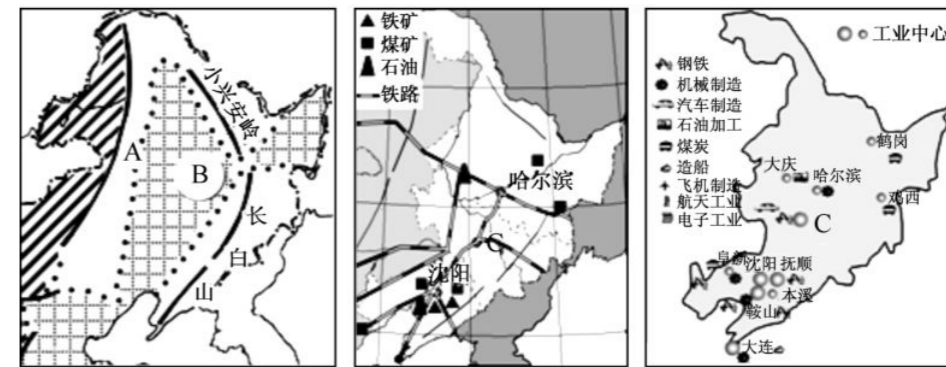 A
B
小兴安岭
长
白
山
铁矿
煤矿
石油
铁路
哈尔滨
C
沈阳
工业中心
钢铁
机械制造
汽车制造
石油加工
煤炭
造船
飞机制造
航天工业
电子工业
鹤岗
大庆
哈尔滨
鸡西
C
阜新
沈阳 抚顺
本溪
鞍山
大连